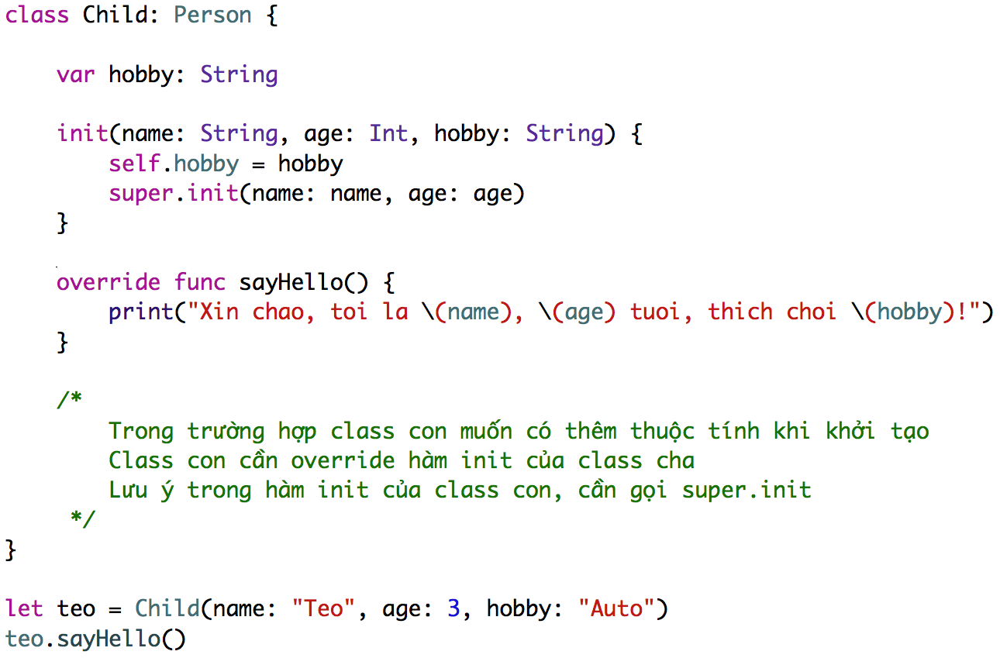 class Child: Person {
    var hobby: String
    init(name: String, age: Int, hobby: String) {
        self.hobby = hobby
        super.init(name: name, age: age)
    }
    override func sayHello() {
        print("Xin chao, toi la \(name), \(age) tuoi, thich choi \(hobby)!")
    }
    /*
        Trong trường hợp class con muốn có thêm thuộc tính khi khởi tạo
        Class con cần override hàm init của class cha
        Lưu ý trong hàm init của class con, cần gọi super.init
     */
}
let teo = Child(name: "Teo", age: 3, hobby: "Auto")
teo.sayHello()